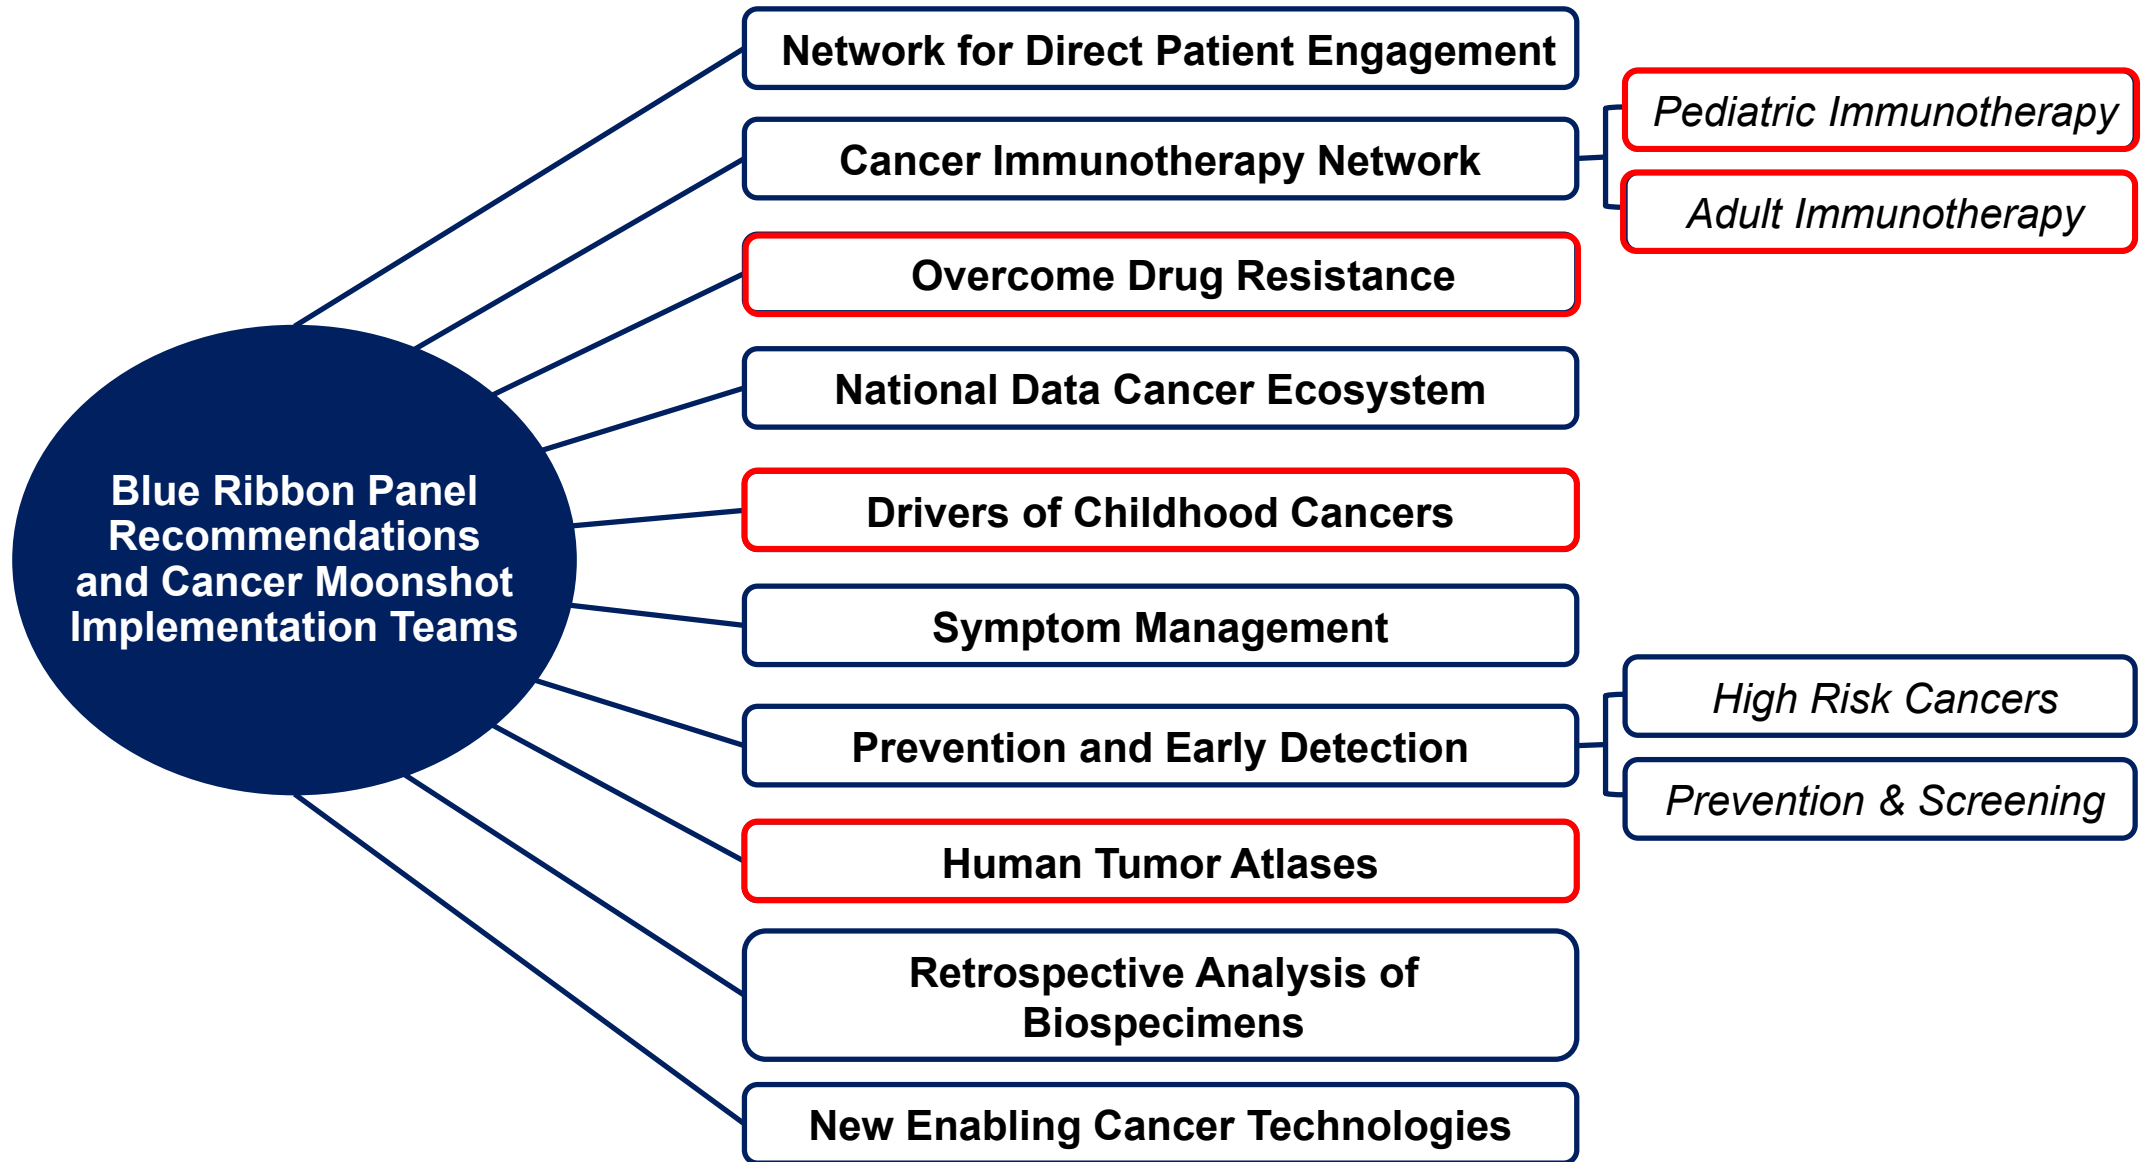 Blue Ribbon Panel
Recommendations
and Cancer Moonshot
Implementation Teams
Network for Direct Patient Engagement
Cancer Immunotherapy Network
Pediatric Immunotherapy
Adult Immunotherapy
Overcome Drug Resistance
National Data Cancer Ecosystem
Drivers of Childhood Cancers
Symptom Management
Prevention and Early Detection
High Risk Cancers
Prevention & Screening
Human Tumor Atlases
Retrospective Analysis of
Biospecimens
New Enabling Cancer Technologies